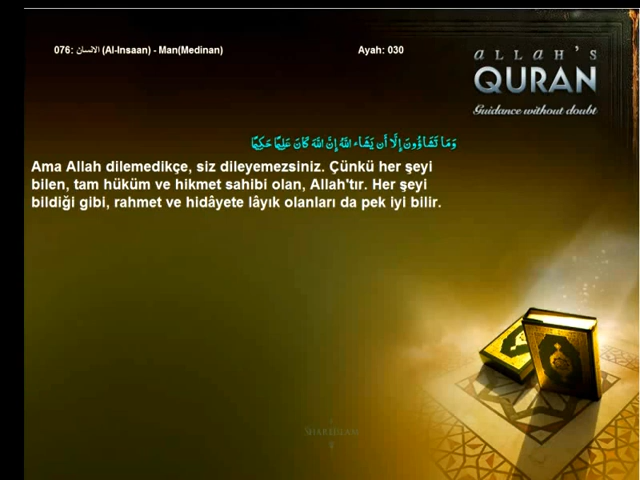 076: الانسان (Al-Insaan) - Man(Medinan) Ayah: 030
ALLAH'S
QURAN
Guidance without doubt
وَمَا تَشَاؤُونَ إِلَّا أَن يَشَاء اللَّهُ إِنَّ اللَّهَ كَانَ عَلِيمًا حَكِيمًا
Ama Allah dilemedikçe, siz dileyemezsiniz. Çünkü her şeyi
bilen, tam hüküm ve hikmet sahibi olan, Allah'tır. Her şeyi
bildiği gibi, rahmet ve hidâyete lâyık olanları da pek iyi bilir.